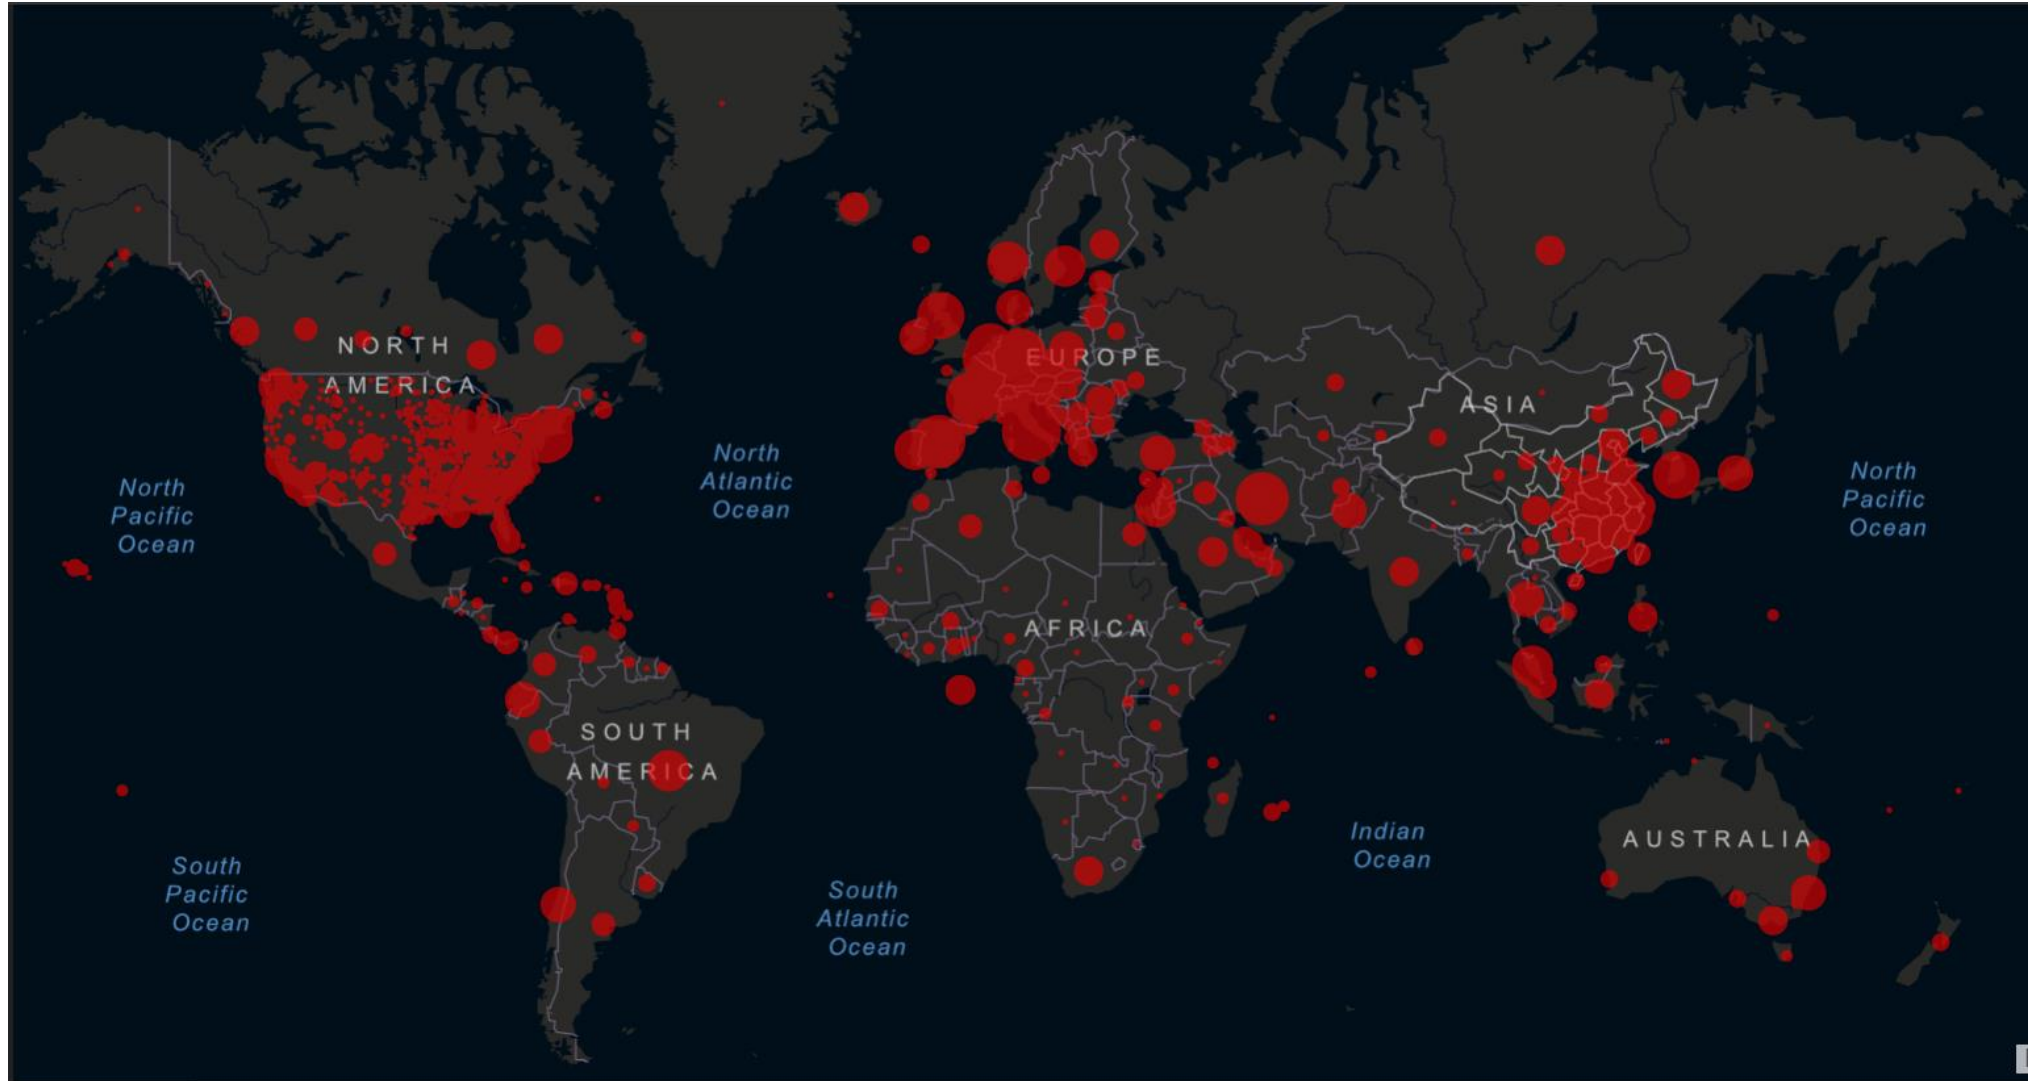 NORTH
AMERICA
EUROPE
ASIA
North
Atlantic
Ocean
North
Pacific
Ocean
North
Pacific
Ocean
AFRICA
SOUTH
AMERICA
Indian
Ocean
AUSTRALIA
South
Pacific
Ocean
South
Atlantic
Ocean